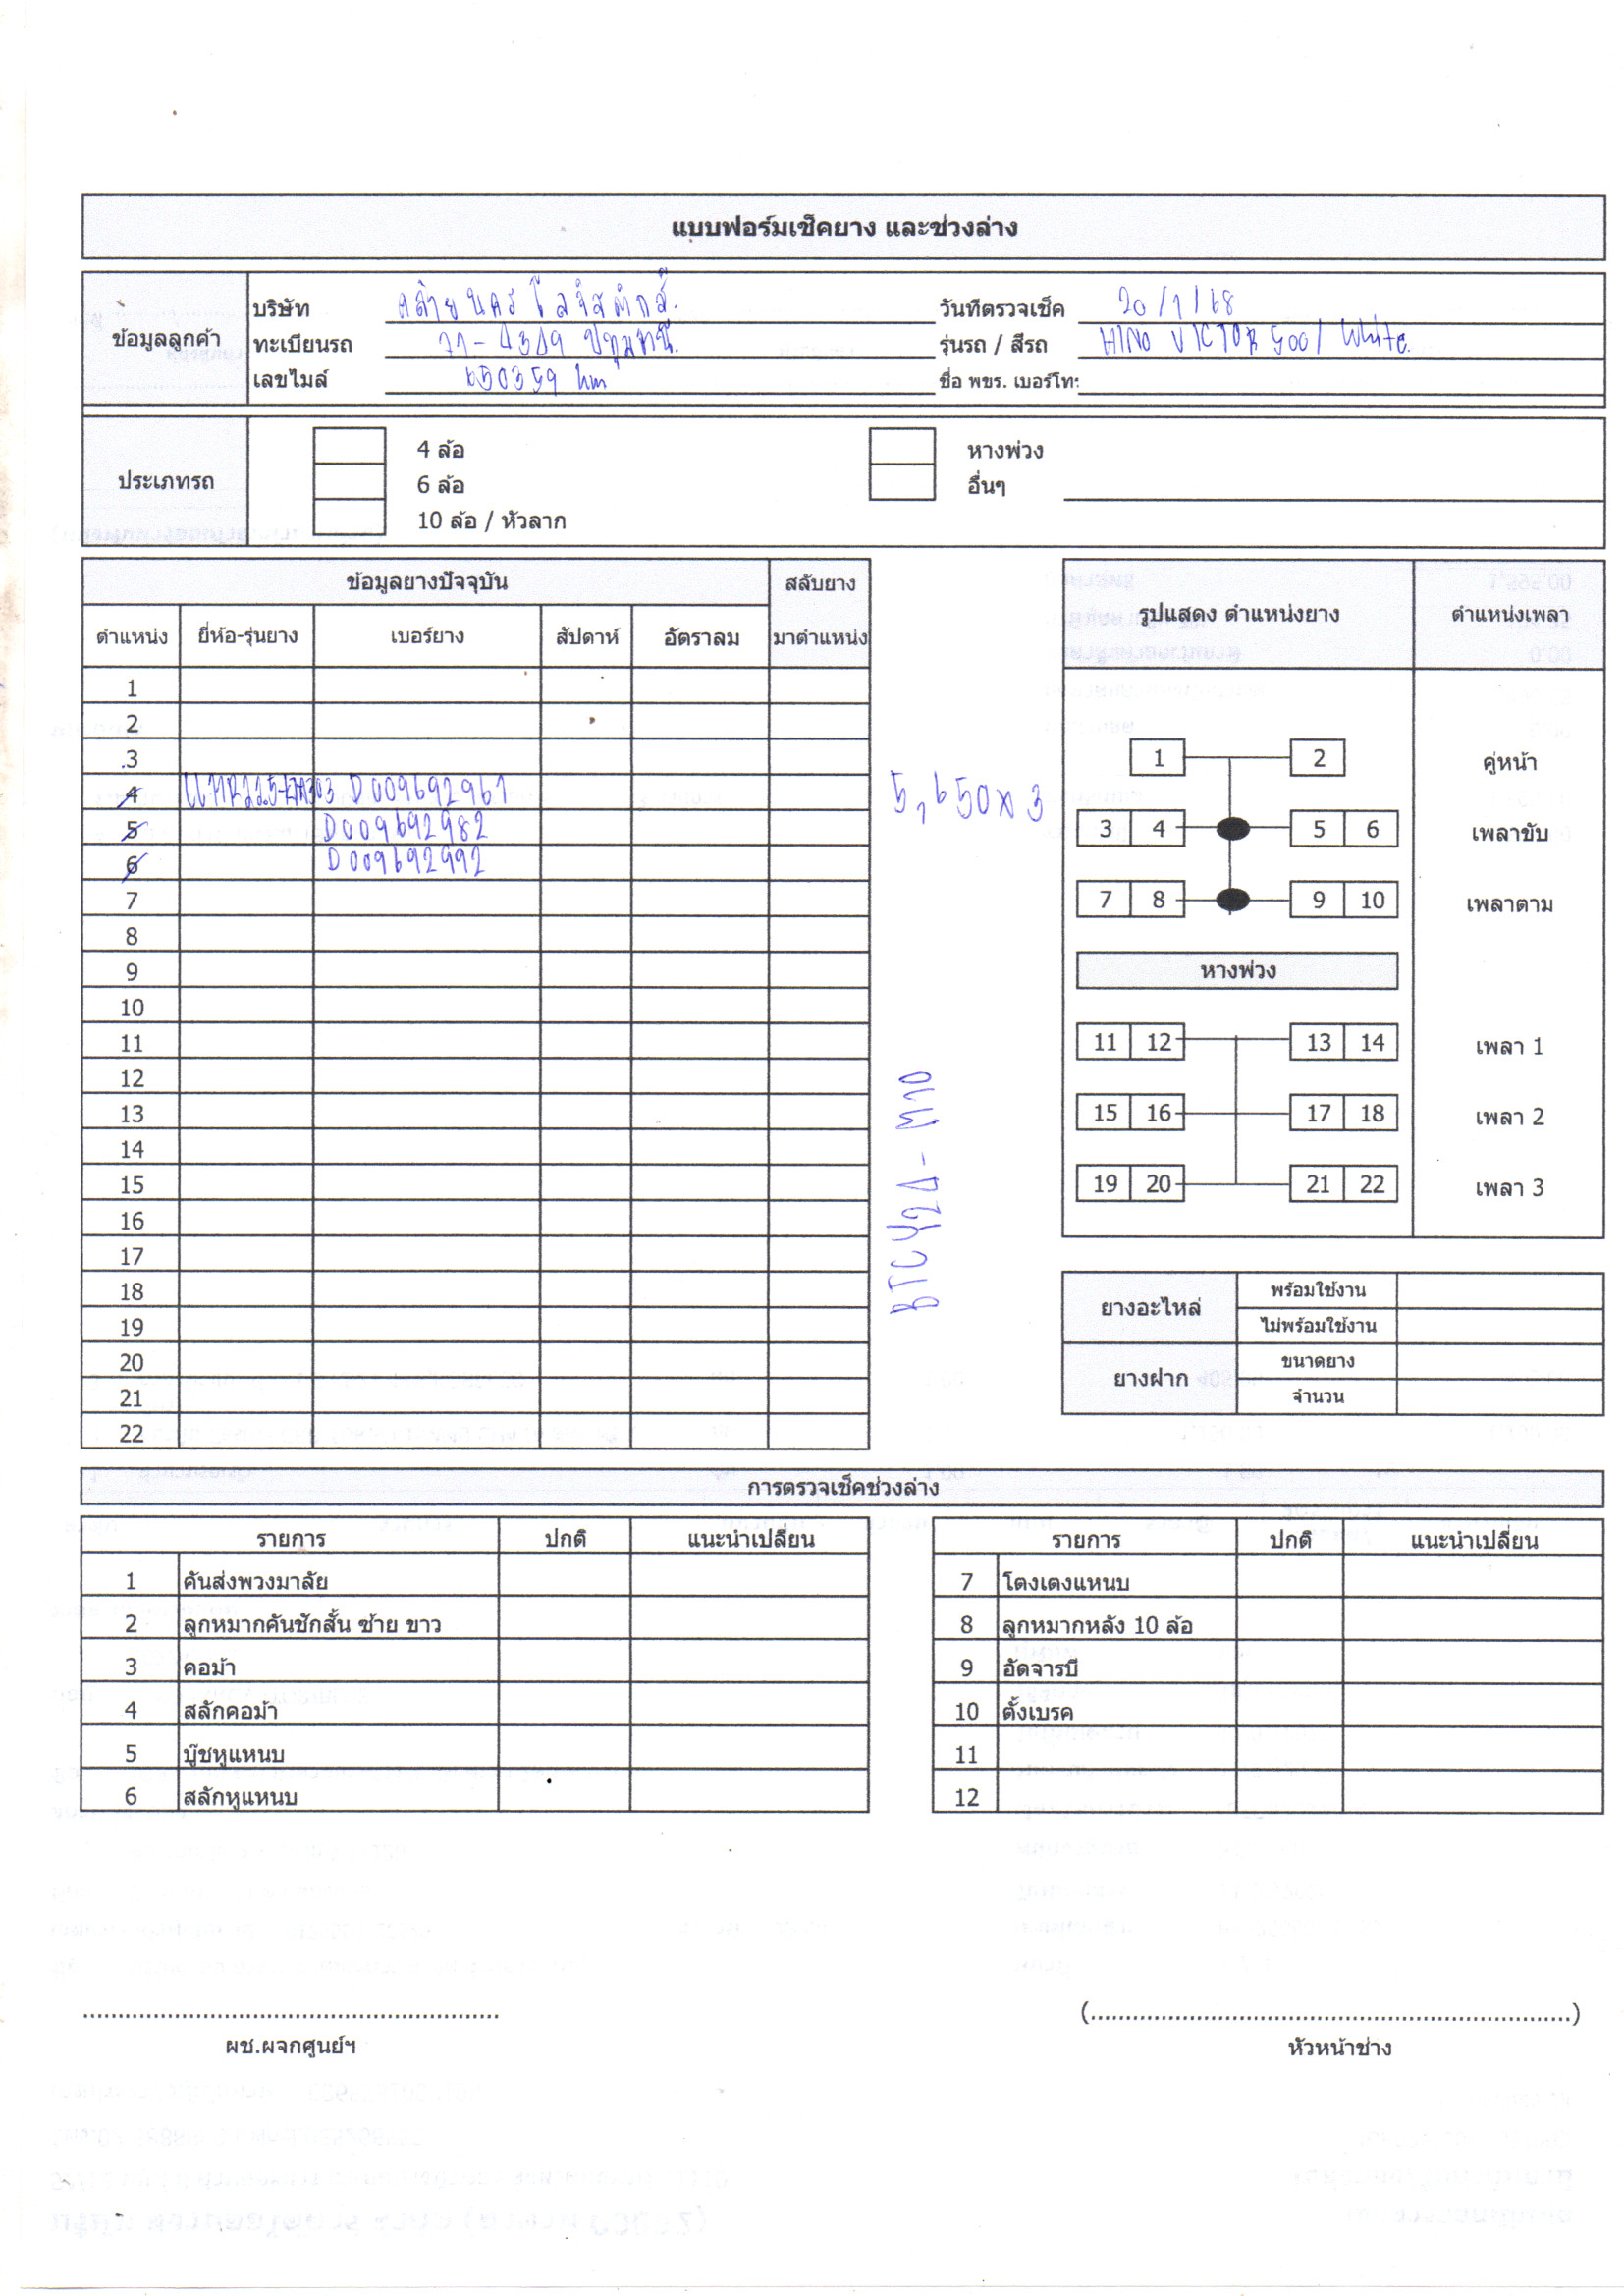 แบบฟอร์มเช็คยาง และช่วงล่าง
ข้อมูลลูกค้า
บริษัท คล้ายนคร โลจิสติกส์.
วันที่ตรวจเช็ค 20/1/68
ทะเบียนรถ 71-4349 ปทุมธานี.
รุ่นรถ / สีรถ HINO VICTOR 500/ White.
เลขไมล์ 650359 km
ชื่อ พขร. เบอร์โทร
ประเภทรถ
4 ล้อ
หางพ่วง
6 ล้อ
อื่นๆ
10 ล้อ / หัวลาก
ข้อมูลยางปัจจุบัน สลับยาง
ตำแหน่ง ยี่ห้อ-รุ่นยาง เบอร์ยาง สัปดาห์ อัตราลม มาตำแหน่ง
1
2
3
4 11R22.5 D009692967
5 D009692982
6 D009692992
7
8
9
10
11
12
13
14
15
16
17
18
19
20
21
22
5,650x3
BTCY24-M10
รูปแสดง ตำแหน่งยาง ตำแหน่งเพลา
1 2 คู่หน้า
3 4 5 6 เพลาขับ
7 8 9 10 เพลาตาม
หางพ่วง
11 12 13 14 เพลา 1
15 16 17 18 เพลา 2
19 20 21 22 เพลา 3
ยางอะไหล่ พร้อมใช้งาน
ไม่พร้อมใช้งาน
ยางฝาก ขนาดยาง
จำนวน
การตรวจเช็คช่วงล่าง
รายการ ปกติ แนะนำเปลี่ยน
1 คันส่งพวงมาลัย
2 ลูกหมากคันชักสั้น ซ้าย ขาว
3 คอม้า
4 สลักคอม้า
5 บู๊ชหูแหนบ
6 สลักหูแหนบ
รายการ ปกติ แนะนำเปลี่ยน
7 โตงเตงแหนบ
8 ลูกหมากหลัง 10 ล้อ
9 อัดจารบี
10 ตั้งเบรค
11
12
ผช.ผจกศูนย์ฯ
(..........)
หัวหน้าช่าง